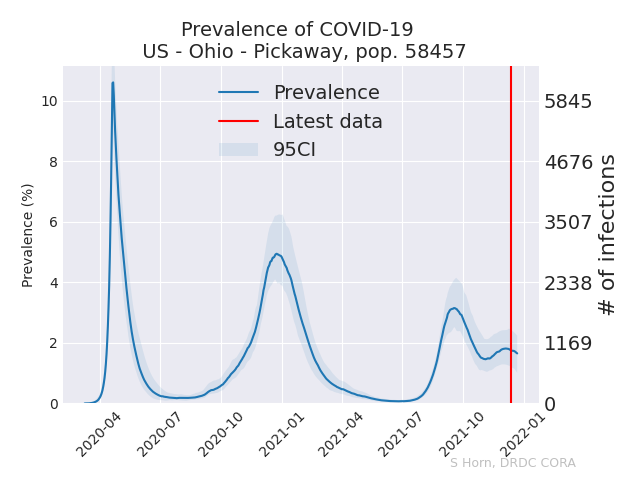 Prevalence of COVID-19
US - Ohio - Pickaway, pop. 58457
Prevalence
Latest data
95CI
Prevalence (%)
10
8
6
4
2
0
5845
4676
3507
2338
1169
0
# of infections
2020-04
2020-07
2020-10
2021-01
2021-04
2021-07
2021-10
2022-01
S Horn, DRDC CORA